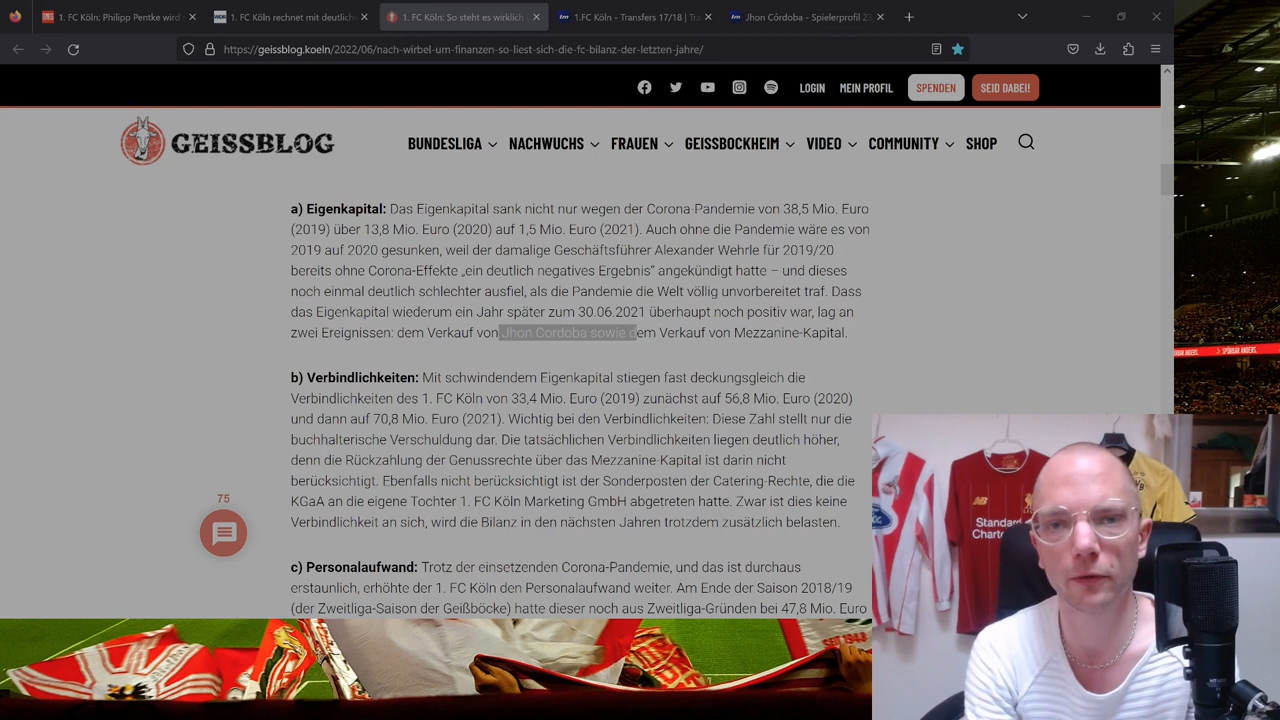 1. FC Köln: Philipp Pentke wird
1. FC Köln rechnet mit deutlich
1. FC Köln: So steht es wirklich
1.FC Köln - Transfers 17/18 | Tra
Jhon Córdoba - Spielerprofil 23
https://geissblog.koeln/2022/06/nach-wirbel-um-finanzen-so-liest-sich-die-fc-bilanz-der-letzten-jahre/
LOGIN MEIN PROFIL SPENDEN SEID DABEI!
GEISSBLOG
BUNDESLIGA NACHWUCHS FRAUEN GEISSBOCKHEIM VIDEO COMMUNITY SHOP
a) Eigenkapital: Das Eigenkapital sank nicht nur wegen der Corona-Pandemie von 38,5 Mio. Euro
(2019) über 13,8 Mio. Euro (2020) auf 1,5 Mio. Euro (2021). Auch ohne die Pandemie wäre es von
2019 auf 2020 gesunken, weil der damalige Geschäftsführer Alexander Wehrle für 2019/20
bereits ohne Corona-Effekte „ein deutlich negatives Ergebnis“ angekündigt hatte – und dieses
noch einmal deutlich schlechter ausfiel, als die Pandemie die Welt völlig unvorbereitet traf. Dass
das Eigenkapital wiederum ein Jahr später zum 30.06.2021 überhaupt noch positiv war, lag an
zwei Ereignissen: dem Verkauf von Jhon Cordoba sowie dem Verkauf von Mezzanine-Kapital.
b) Verbindlichkeiten: Mit schwindendem Eigenkapital stiegen fast deckungsgleich die
Verbindlichkeiten des 1. FC Köln von 33,4 Mio. Euro (2019) zunächst auf 56,8 Mio. Euro (2020)
und dann auf 70,8 Mio. Euro (2021). Wichtig bei den Verbindlichkeiten: Diese Zahl stellt nur die
buchhalterische Verschuldung dar. Die tatsächlichen Verbindlichkeiten liegen deutlich höher,
denn die Rückzahlung der Genussrechte über das Mezzanine-Kapital ist darin nicht
berücksichtigt. Ebenfalls nicht berücksichtigt ist der Sonderposten der Catering-Rechte, die die
KGaA an die eigene Tochter 1. FC Köln Marketing GmbH abgetreten hatte. Zwar ist dies keine
Verbindlichkeit an sich, wird die Bilanz in den nächsten Jahren trotzdem zusätzlich belasten.
75
c) Personalaufwand: Trotz der einsetzenden Corona-Pandemie, und das ist durchaus
erstaunlich, erhöhte der 1. FC Köln den Personalaufwand weiter. Am Ende der Saison 2018/19
(der Zweitliga-Saison der Geißböcke) hatte dieser noch aus Zweitliga-Gründen bei 47,8 Mio. Euro
Standard
BVB
SEIT 1948
SPÜRBAR ANDERS.